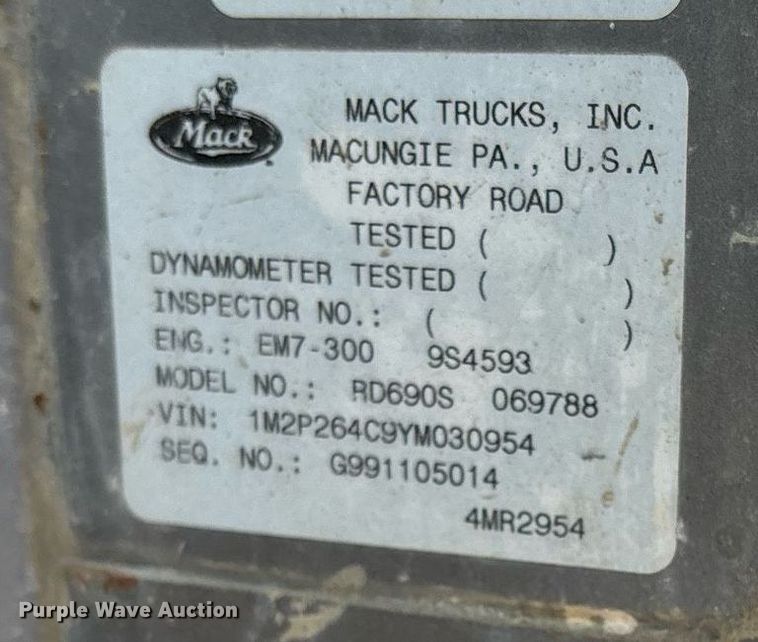 Mack
MACK TRUCKS, INC.
MACUNGIE PA., U.S.A
FACTORY ROAD
TESTED ( )
DYNAMOMETER TESTED ( )
INSPECTOR NO.: ( )
ENG.: EM7-300 9S4593
MODEL NO.: RD690S 069788
VIN: 1M2P264C9YM030954
SEQ. NO.: G991105014
4MR2954
Purple Wave Auction